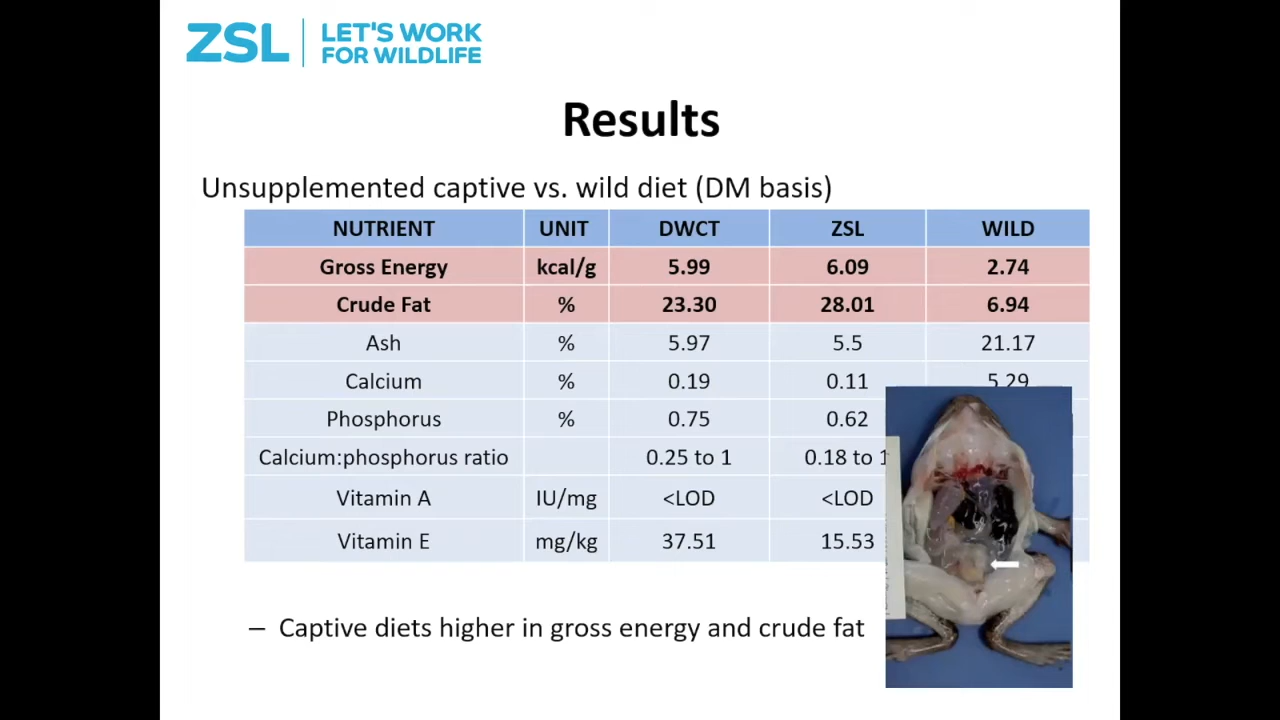 ZSL
LET'S WORK
FOR WILDLIFE
Results
Unsupplemented captive vs. wild diet (DM basis)
NUTRIENT UNIT DWCT ZSL WILD
Gross Energy kcal/g 5.99 6.09 2.74
Crude Fat % 23.30 28.01 6.94
Ash % 5.97 5.5 21.17
Calcium % 0.19 0.11 5.29
Phosphorus % 0.75 0.62
Calcium:phosphorus ratio 0.25 to 1 0.18 to 1
Vitamin A IU/mg <LOD <LOD
Vitamin E mg/kg 37.51 15.53
– Captive diets higher in gross energy and crude fat